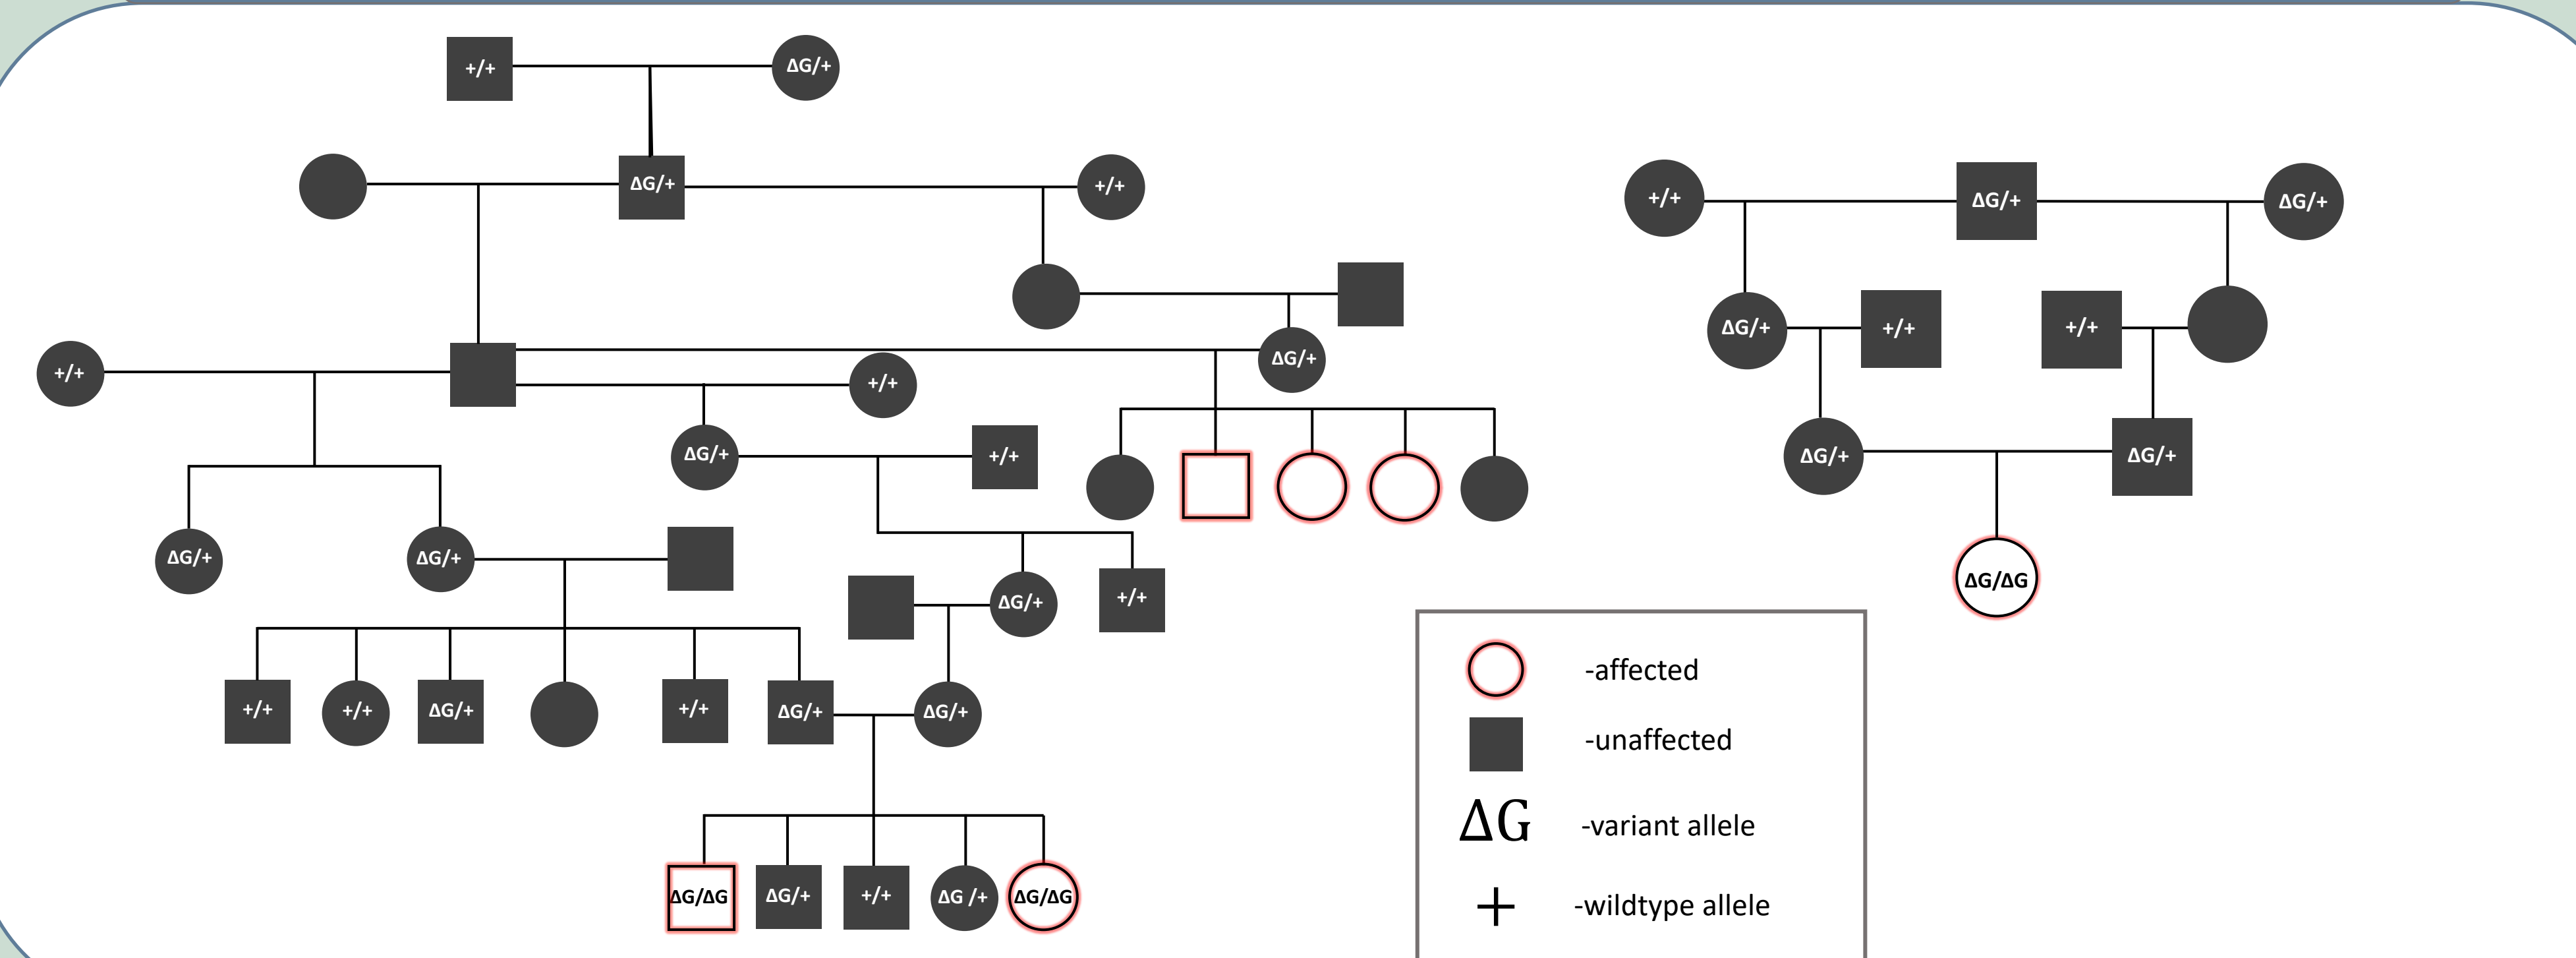 +/+ ΔG/+
ΔG/+ +/+
+/+ ΔG/+ ΔG/+
ΔG/+ +/+ +/+
+/+ +/+ ΔG/+
ΔG/+ +/+ ΔG/+ ΔG/+
ΔG/+ ΔG/+
ΔG/+ +/+
ΔG/ΔG
+/+ +/+ ΔG/+ +/+ ΔG/+ ΔG/+
ΔG/ΔG ΔG/+ +/+ ΔG /+ ΔG/ΔG
-affected
-unaffected
ΔG -variant allele
+ -wildtype allele